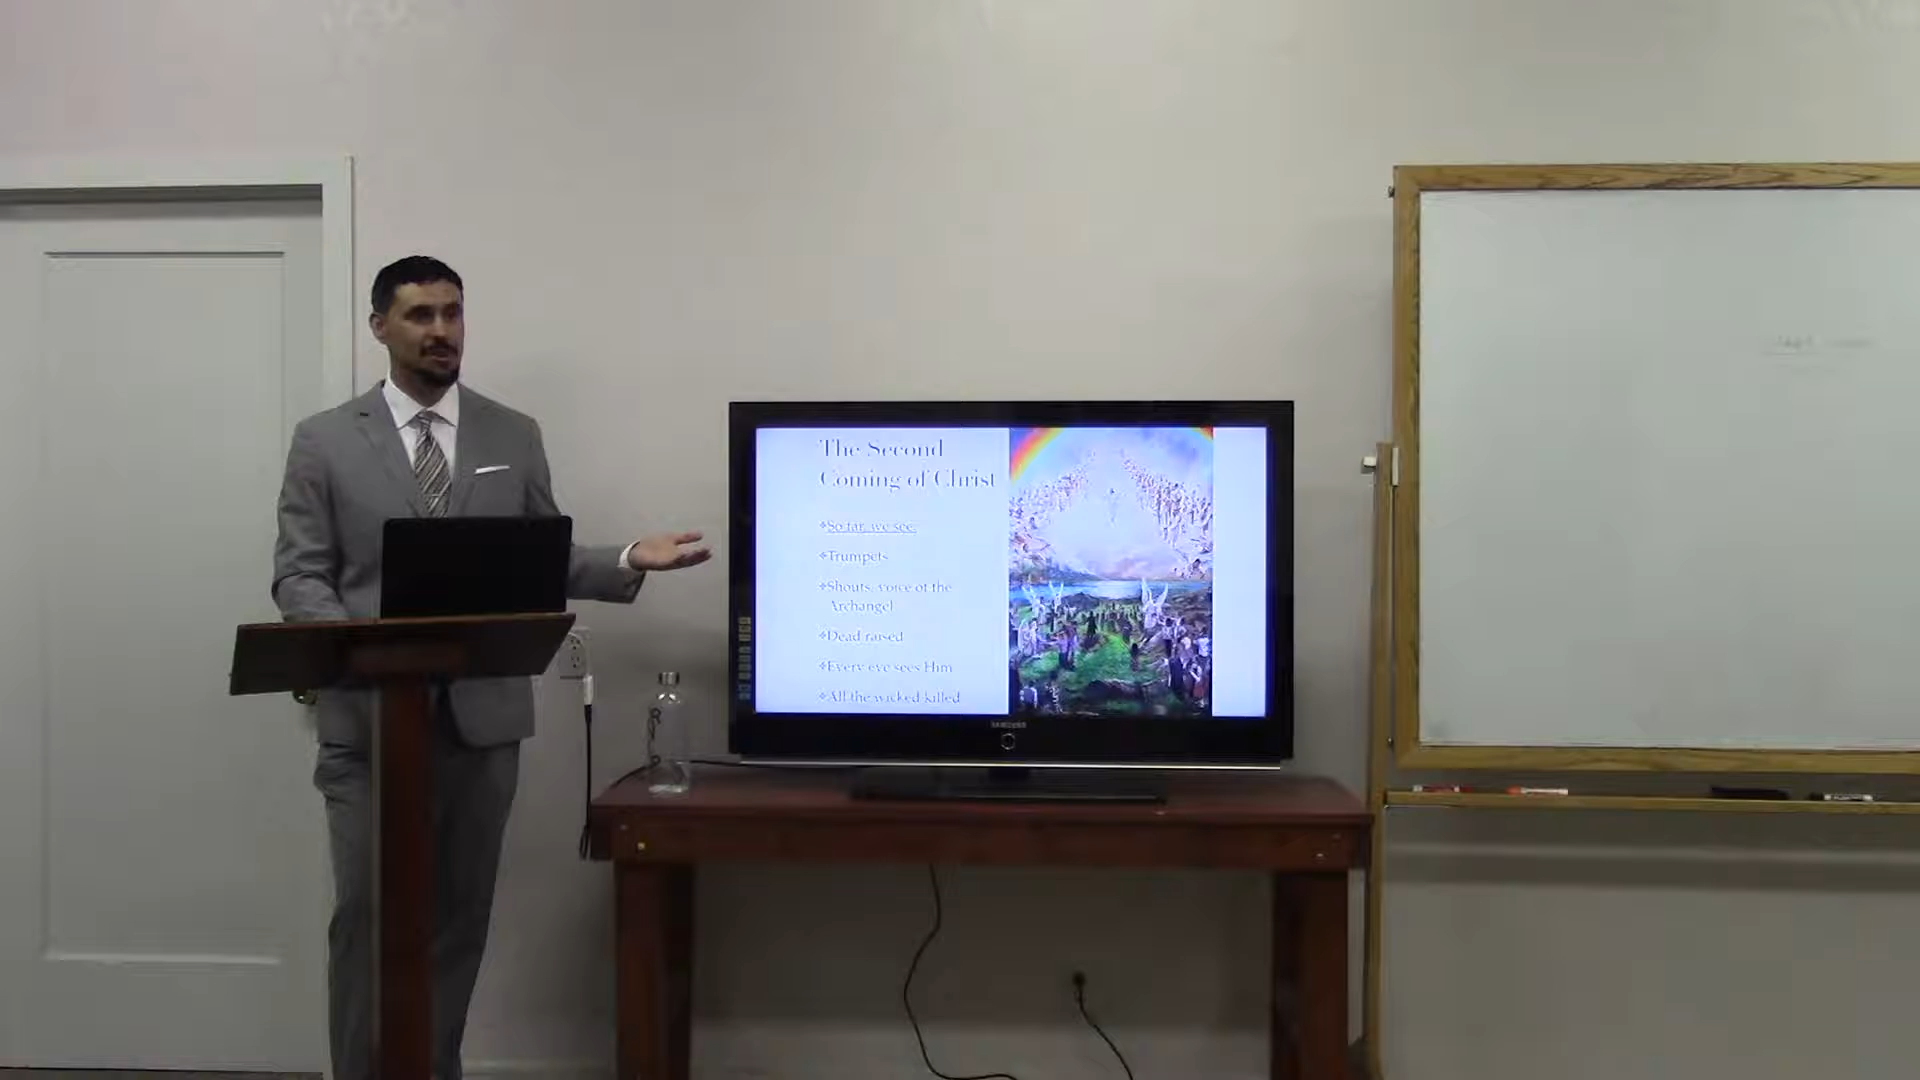 The Second
Coming of Christ
So far, we see:
Trumpets
Shouts, voice of the
Archangel
Dead raised
Every eye sees Him
All the wicked killed
SAMSUNG